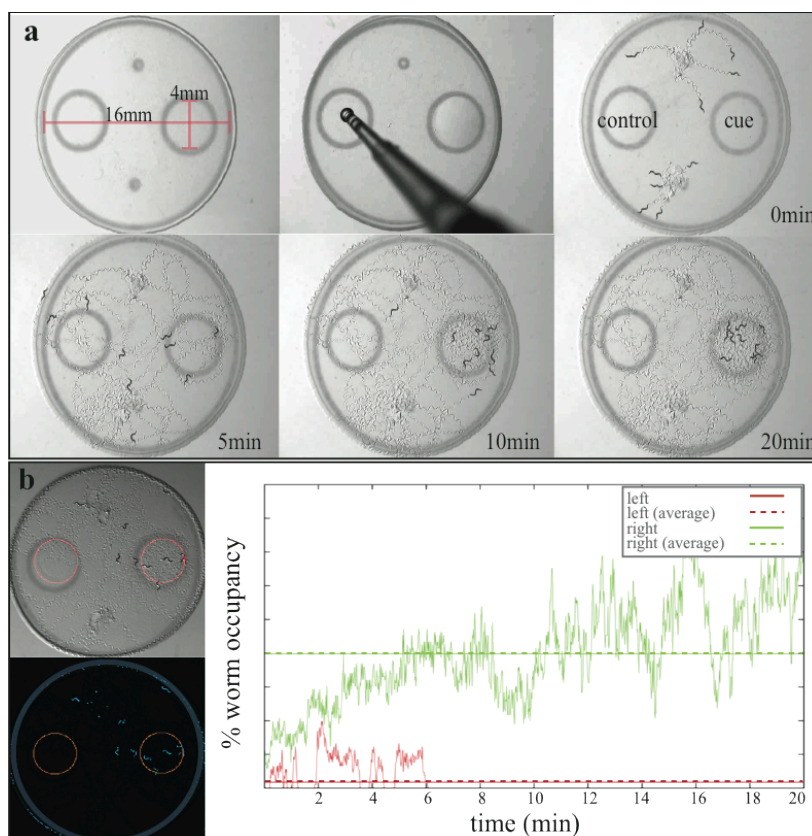 a
4mm
16mm
control
cue
0min
5min
10min
20min
b
left
left (average)
right
right (average)
% worm occupancy
2 4 6 8 10 12 14 16 18 20
time (min)